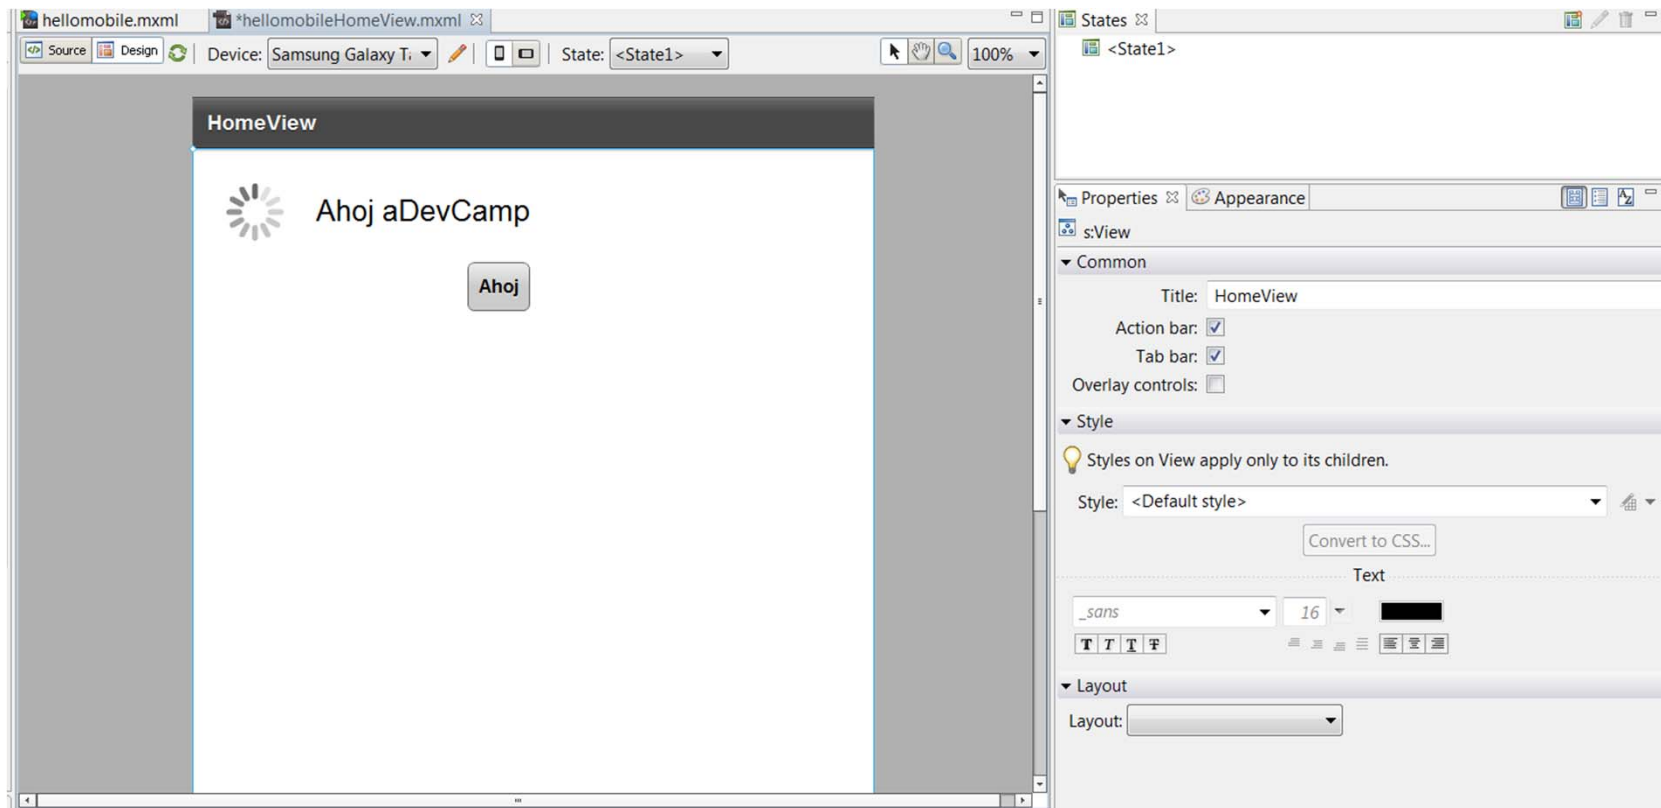 hellomobile.mxml
*hellomobileHomeView.mxml
Source Design Device: Samsung Galaxy Ta State: <State1> 100%
HomeView
Ahoj aDevCamp
Ahoj
States
<State1>
Properties Appearance
s:View
Common
Title: HomeView
Action bar:
Tab bar:
Overlay controls:
Style
Styles on View apply only to its children.
Style: <Default style>
Convert to CSS...
Text
_sans 16
T T T T
Layout
Layout: